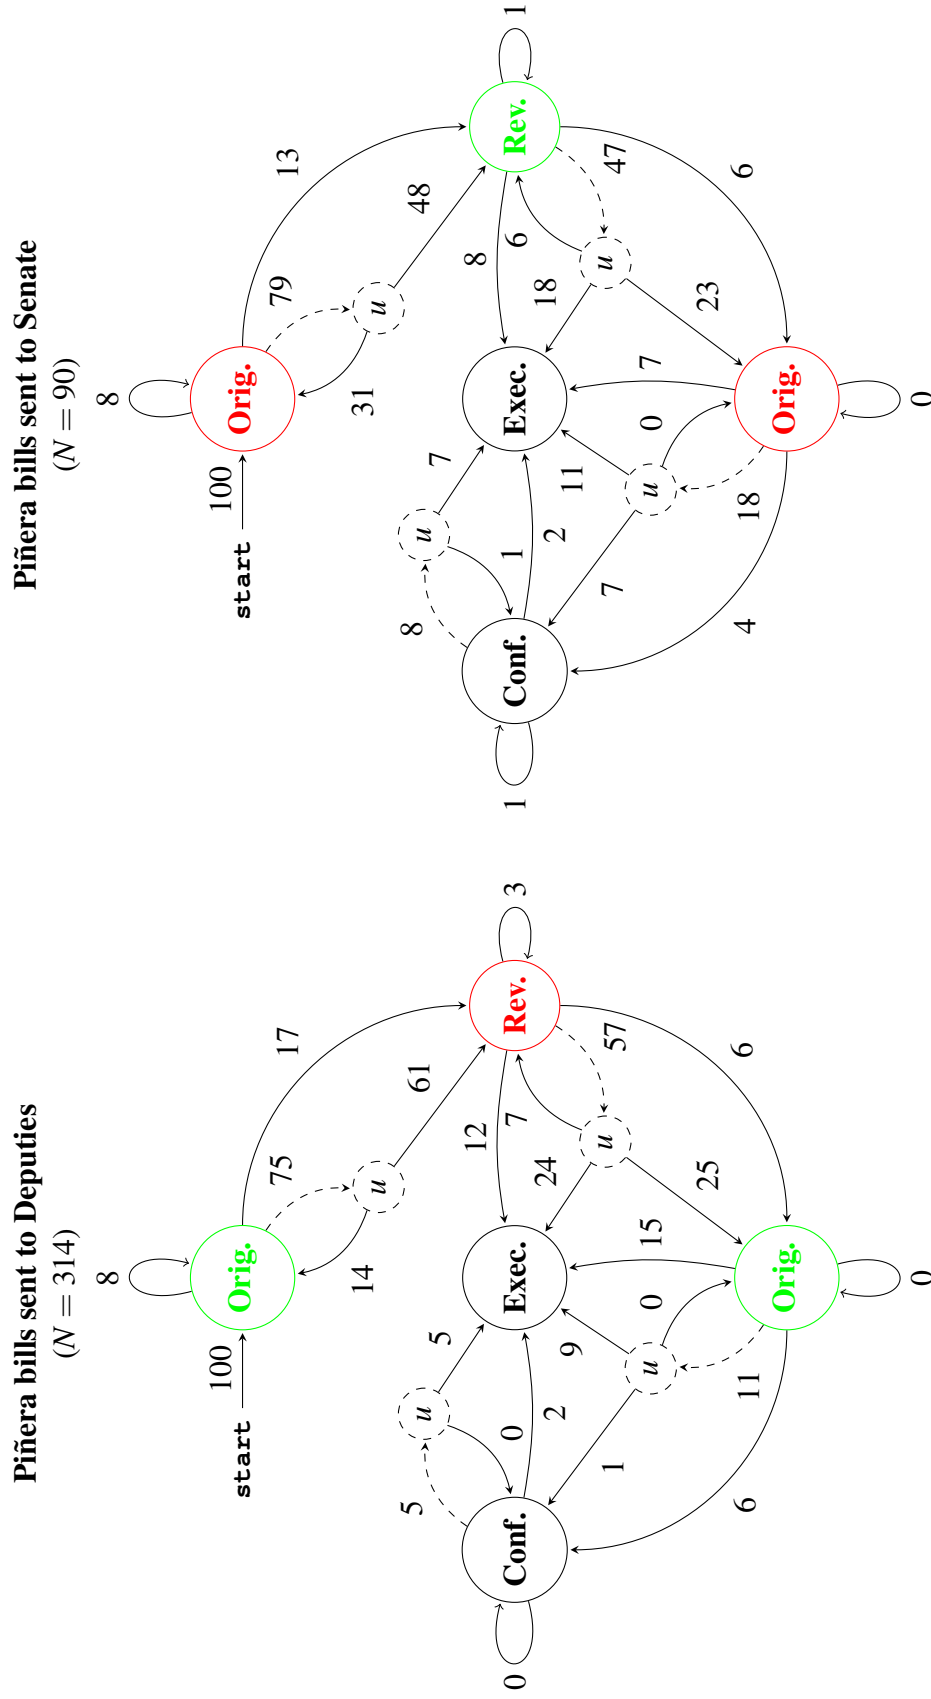 Piñera bills sent to Deputies
(N = 314)
8
start
100
Orig.
17
75
u
14
61
Rev.
3
12
7
57
u
24
25
6
Exec.
5
u
5
0
2
Conf.
0
9
15
u
0
1
11
6
Orig.
0
Piñera bills sent to Senate
(N = 90)
8
start
100
Orig.
13
79
u
31
48
Rev.
1
8
6
47
u
18
23
6
Exec.
7
u
8
1
2
Conf.
1
11
7
u
0
7
18
4
Orig.
0